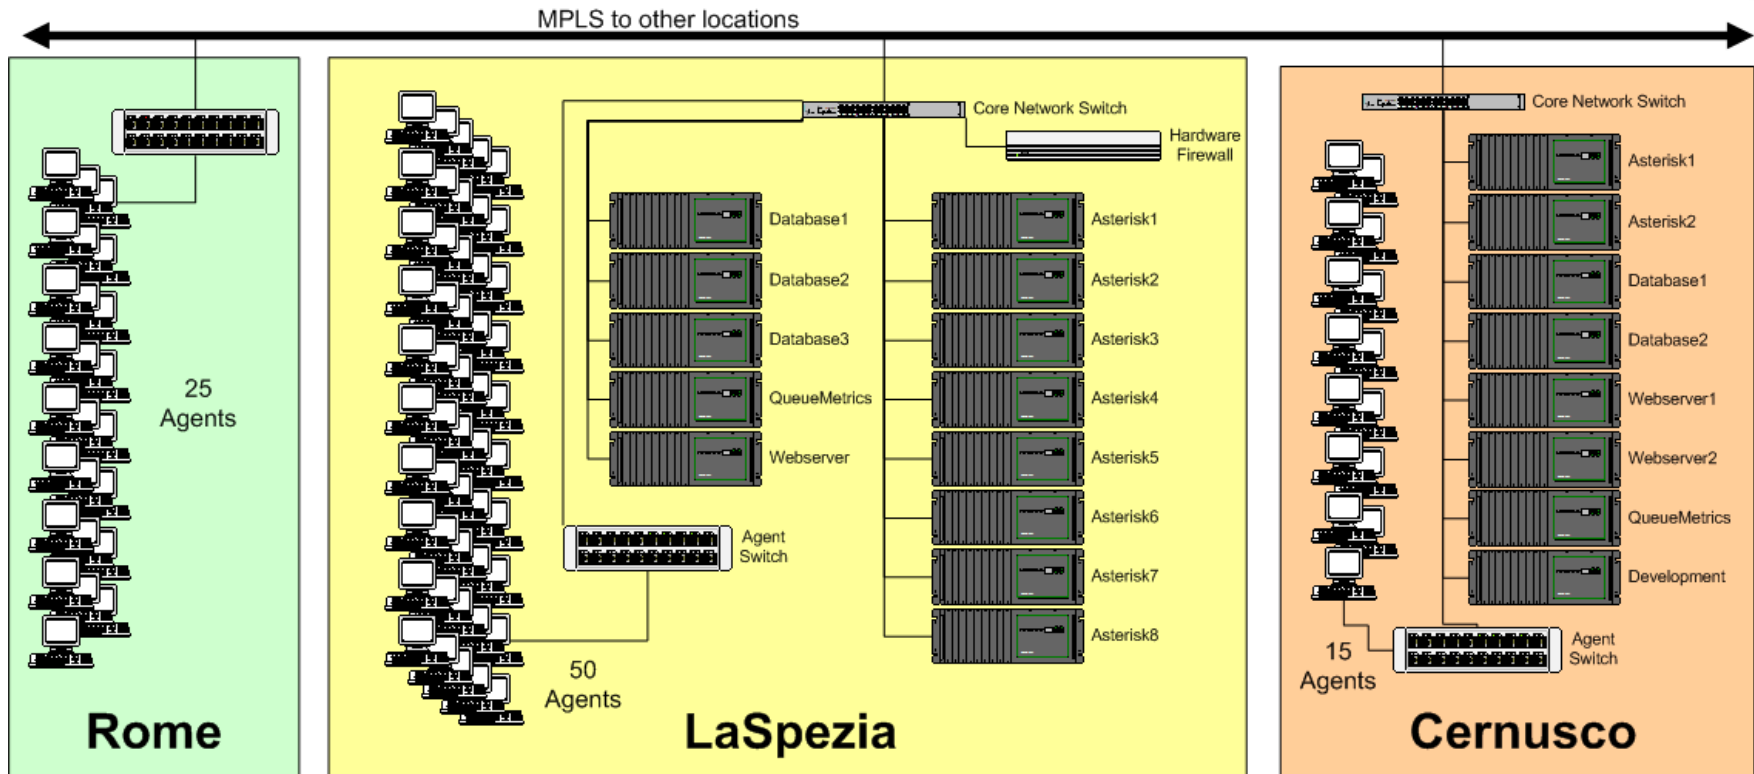 MPLS to other locations
25
Agents
Rome
Core Network Switch
Hardware
Firewall
Database1
Database2
Database3
QueueMetrics
Webserver
Asterisk1
Asterisk2
Asterisk3
Asterisk4
Asterisk5
Asterisk6
Asterisk7
Asterisk8
Agent
Switch
50
Agents
LaSpezia
Core Network Switch
Asterisk1
Asterisk2
Database1
Database2
Webserver1
Webserver2
QueueMetrics
Development
Agent
Switch
15
Agents
Cernusco